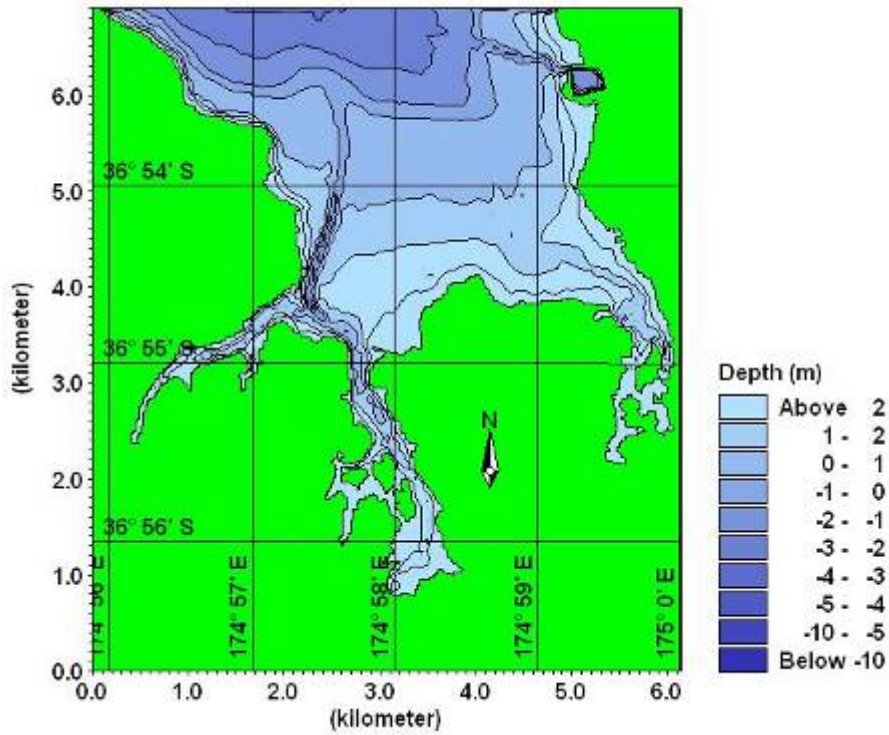 6.0
5.0
4.0
3.0
2.0
1.0
0.0
(kilometer)
36° 54' S
36° 55' S
36° 56' S
N
174° 56' E
174° 57' E
174° 58' E
174° 59' E
175° 0' E
0.0 1.0 2.0 3.0 4.0 5.0 6.0
(kilometer)
Depth (m)
Above 2
1 - 2
0 - 1
-1 - 0
-2 - -1
-3 - -2
-4 - -3
-5 - -4
-10 - -5
Below -10